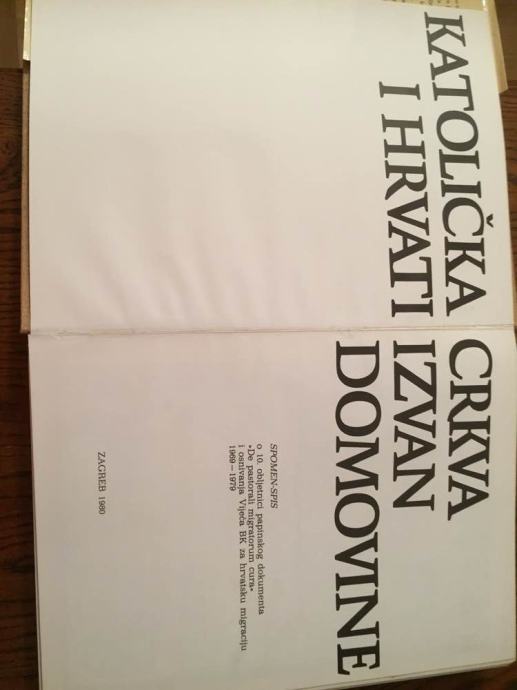 KATOLIČKA CRKVA
I HRVATI IZVAN
DOMOVINE
SPOMEN-SPIS
o 10. obljetnici papinskog dokumenta
»De pastorali migratorum cura«
i osnivanja Vijeća BK za hrvatsku migraciju
1969—1979
ZAGREB 1980